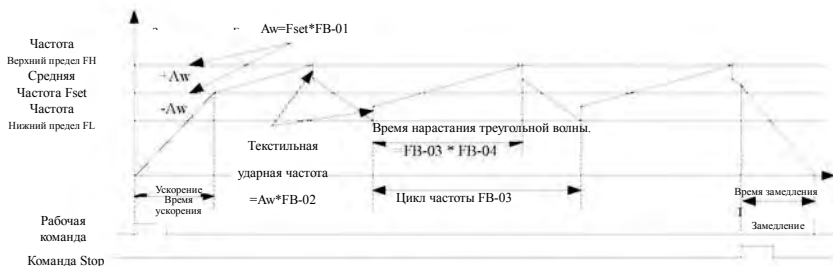 Aw=Fset*FB-01
Частота
Верхний предел FH
Средняя
+Aw
Частота Fset
Частота
-Aw
Нижний предел FL
Время нарастания треугольной волны.
=FB-03 * FB-04
Текстильная
ударная частота
=Aw*FB-02
Цикл частоты FB-03
Ускорение
Время
ускорения
Время замедления
Замедление
Рабочая
команда
Команда Stop